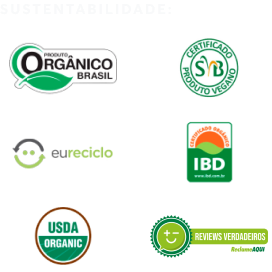 SUSTENTABILIDADE:
PRODUTO
ORGÂNICO
BRASIL
CERTIFICADO
SVB
PRODUTO VEGANO
eureciclo
CERTIFICADO ORGÂNICO
IBD
www.ibd.com.br
USDA
ORGANIC
REVIEWS VERDADEIROS
ReclameAQUI